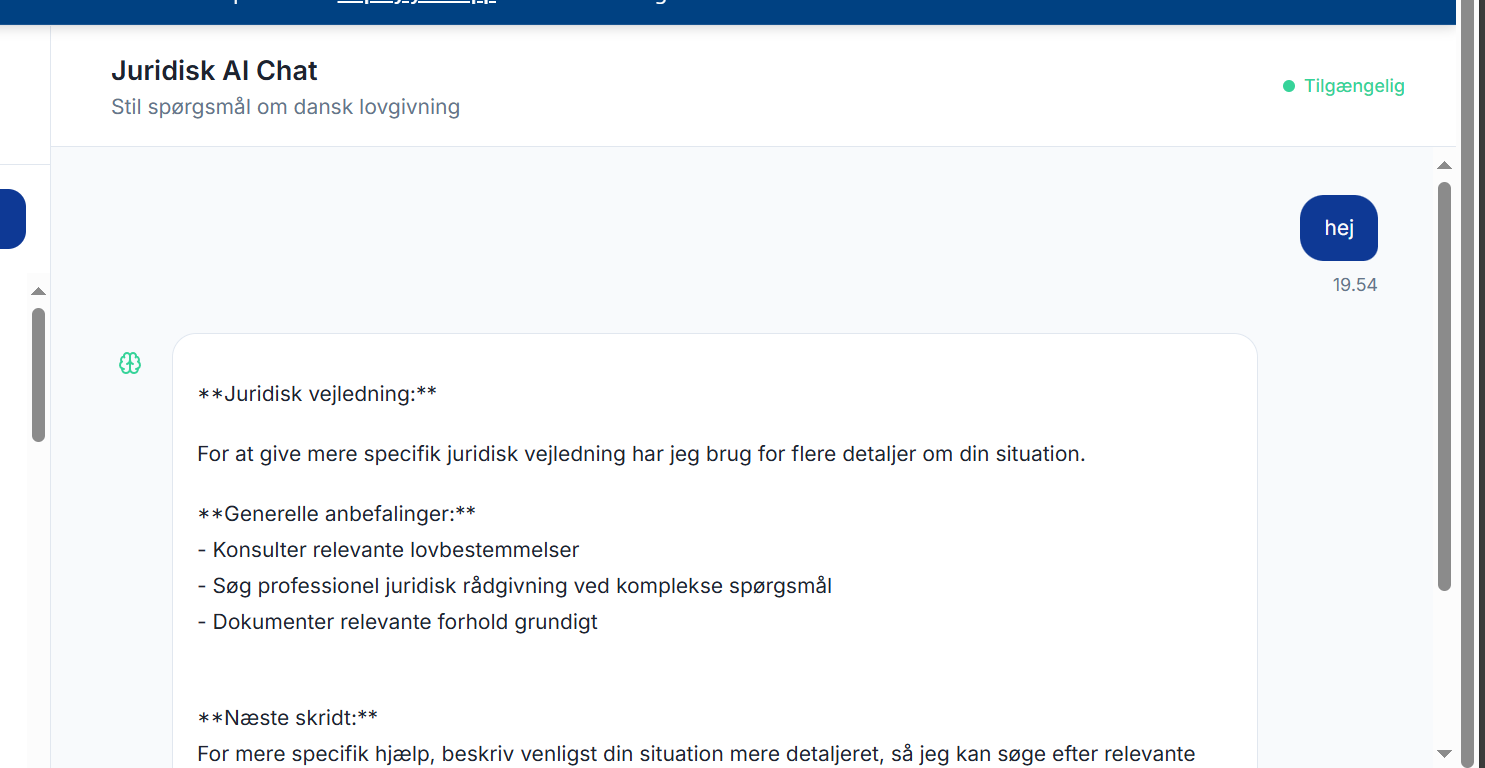 Juridisk AI Chat
Stil spørgsmål om dansk lovgivning
Tilgængelig
hej
19.54
**Juridisk vejledning:**
For at give mere specifik juridisk vejledning har jeg brug for flere detaljer om din situation.
**Generelle anbefalinger:**
- Konsulter relevante lovbestemmelser
- Søg professionel juridisk rådgivning ved komplekse spørgsmål
- Dokumenter relevante forhold grundigt
**Næste skridt:**
For mere specifik hjælp, beskriv venligst din situation mere detaljeret, så jeg kan søge efter relevante